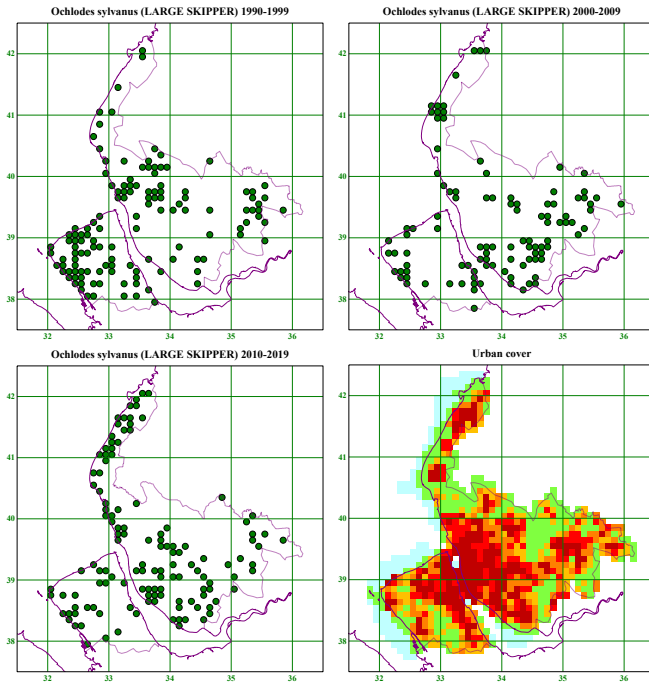 Ochlodes sylvanus (LARGE SKIPPER) 1990-1999
42
41
40
39
38
32 33 34 35 36
Ochlodes sylvanus (LARGE SKIPPER) 2000-2009
42
41
40
39
38
32 33 34 35 36
Ochlodes sylvanus (LARGE SKIPPER) 2010-2019
42
41
40
39
38
32 33 34 35 36
Urban cover
42
41
40
39
38
32 33 34 35 36